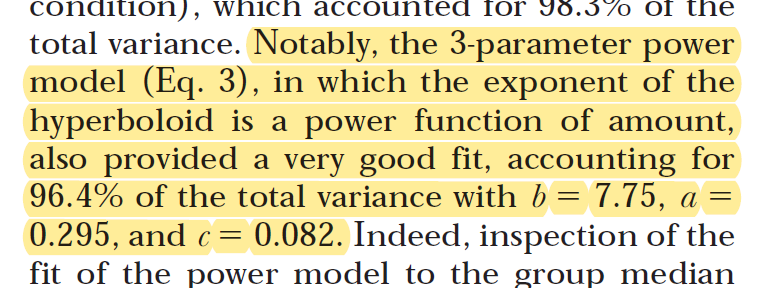 condition), which accounted for 98.3% of the
total variance. Notably, the 3-parameter power
model (Eq. 3), in which the exponent of the
hyperboloid is a power function of amount,
also provided a very good fit, accounting for
96.4% of the total variance with b = 7.75, a =
0.295, and c = 0.082. Indeed, inspection of the
fit of the power model to the group median